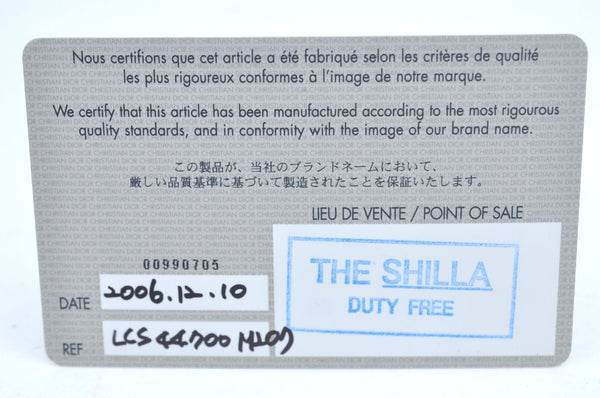 Nous certifions que cet article a été fabriqué selon les critères de qualité
les plus rigoureux conformes à l'image de notre marque.
We certify that this article has been manufactured according to the most rigourous
quality standards, and in conformity with the image of our brand name.
この製品が、当社のブランドネームにおいて、
厳しい品質基準に基づいて製造されたことを保証いたします。
LIEU DE VENTE / POINT OF SALE
00990705
THE SHILLA
DUTY FREE
DATE 2006.12.10
REF LCS44700